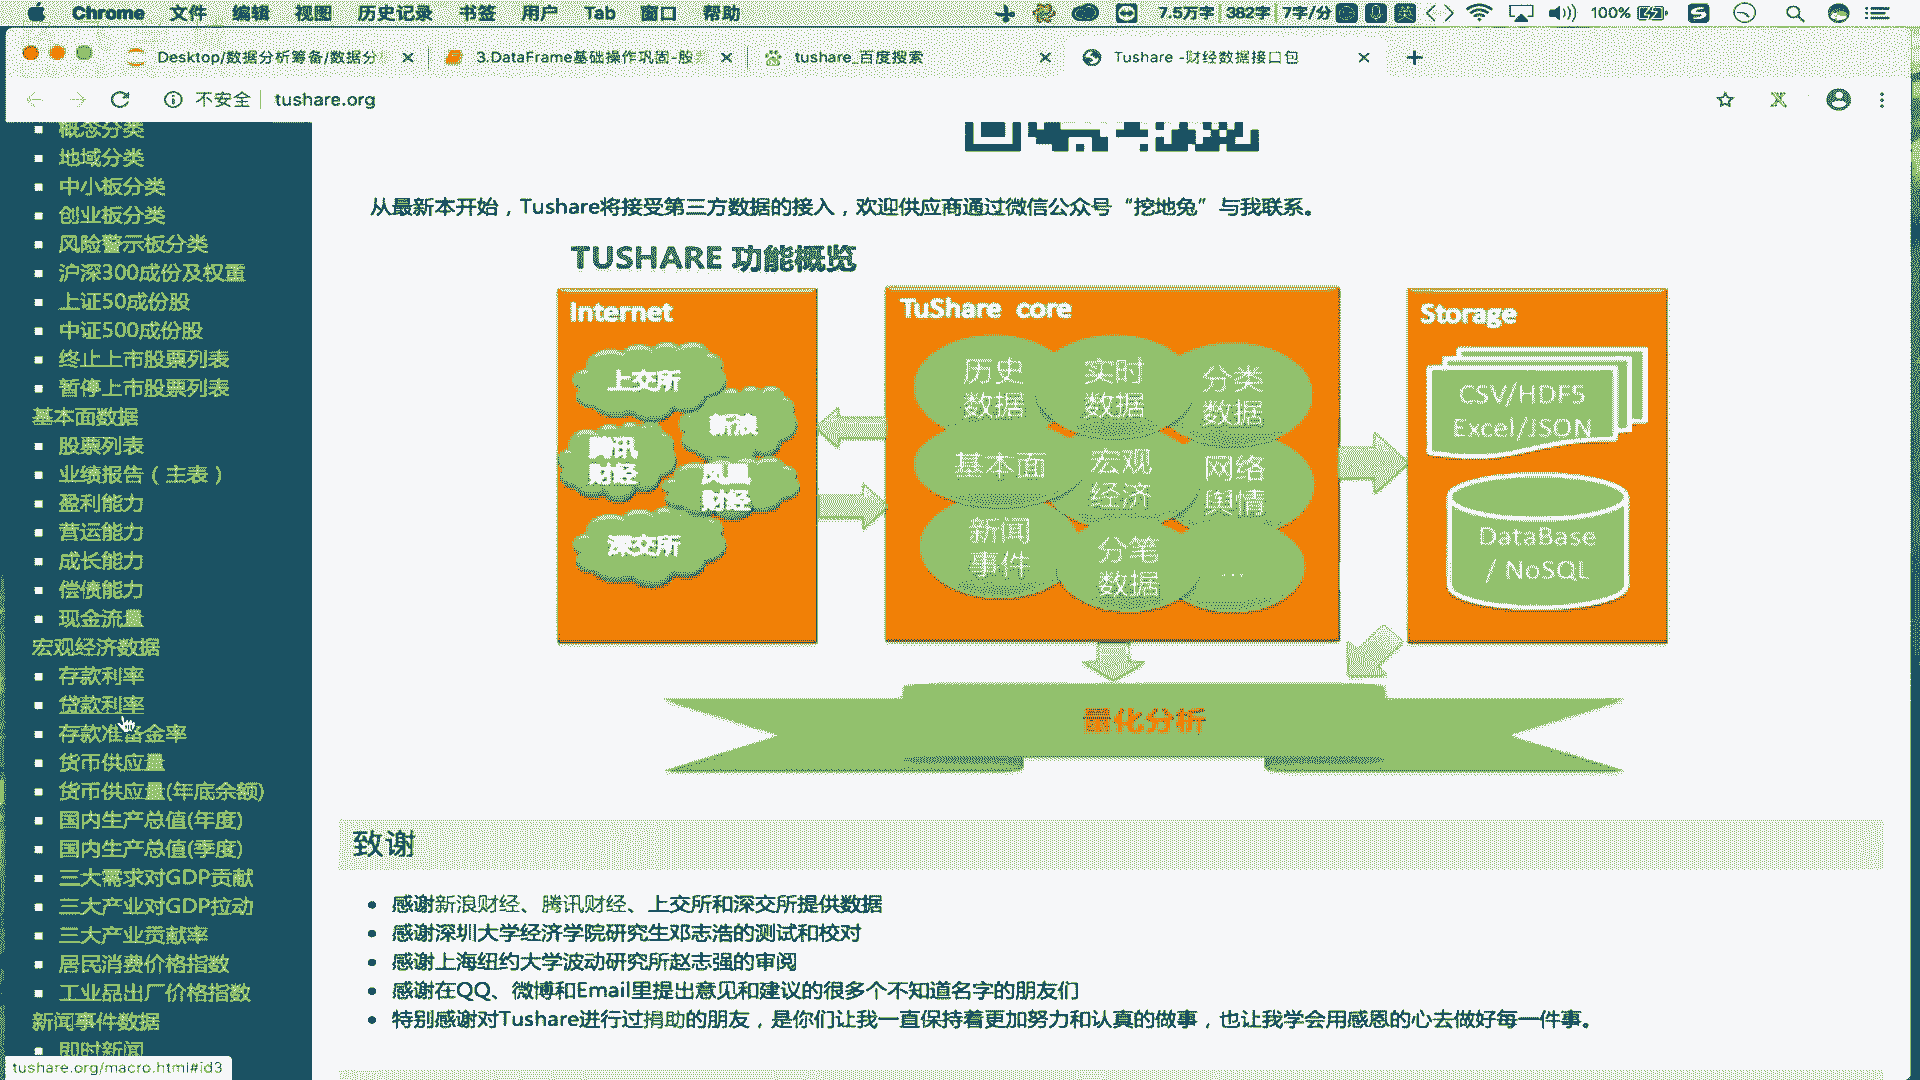 Chrome 文件 编辑 视图 历史记录 书签 用户 Tab 窗口 帮助 7.5万字 382字 7字/分 英 100%
Desktop/数据分析筹备/数据分 3.DataFrame基础操作巩固-股 tushare_百度搜索 Tushare -财经数据接口包
不安全 tushare.org
概念分类
地域分类
中小板分类
创业板分类
风险警示板分类
沪深300成份及权重
上证50成份股
中证500成份股
终止上市股票列表
暂停上市股票列表
基本面数据
股票列表
业绩报告（主表）
盈利能力
营运能力
成长能力
偿债能力
现金流量
宏观经济数据
存款利率
贷款利率
存款准备金率
货币供应量
货币供应量(年底余额)
国内生产总值(年度)
国内生产总值(季度)
三大需求对GDP贡献
三大产业对GDP拉动
三大产业贡献率
居民消费价格指数
工业品出厂价格指数
新闻事件数据
即时新闻
tushare.org/macro.html#id3
从最新本开始，Tushare将接受第三方数据的接入，欢迎供应商通过微信公众号“挖地兔”与我联系。
TUSHARE 功能概览
Internet
上交所
新浪
腾讯
财经
凤凰
财经
深交所
TuShare core
历史
数据
实时
数据
分类
数据
基本面
宏观
经济
网络
舆情
新闻
事件
分笔
数据
...
Storage
CSV/HDF5
Excel/JSON
DataBase
/ NoSQL
量化分析
致谢
感谢新浪财经、腾讯财经、上交所和深交所提供数据
感谢深圳大学经济学院研究生邓志浩的测试和校对
感谢上海纽约大学波动研究所赵志强的审阅
感谢在QQ、微博和Email里提出意见和建议的很多个不知道名字的朋友们
特别感谢对Tushare进行过捐助的朋友，是你们让我一直保持着更加努力和认真的做事，也让我学会用感恩的心去做好每一件事。